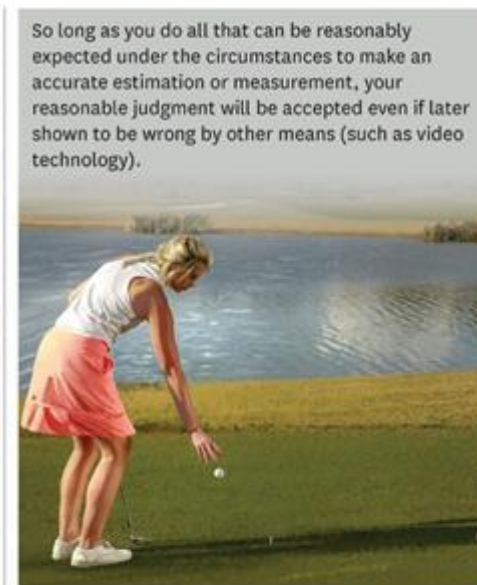 So long as you do all that can be reasonably
expected under the circumstances to make an
accurate estimation or measurement, your
reasonable judgment will be accepted even if later
shown to be wrong by other means (such as video
technology).